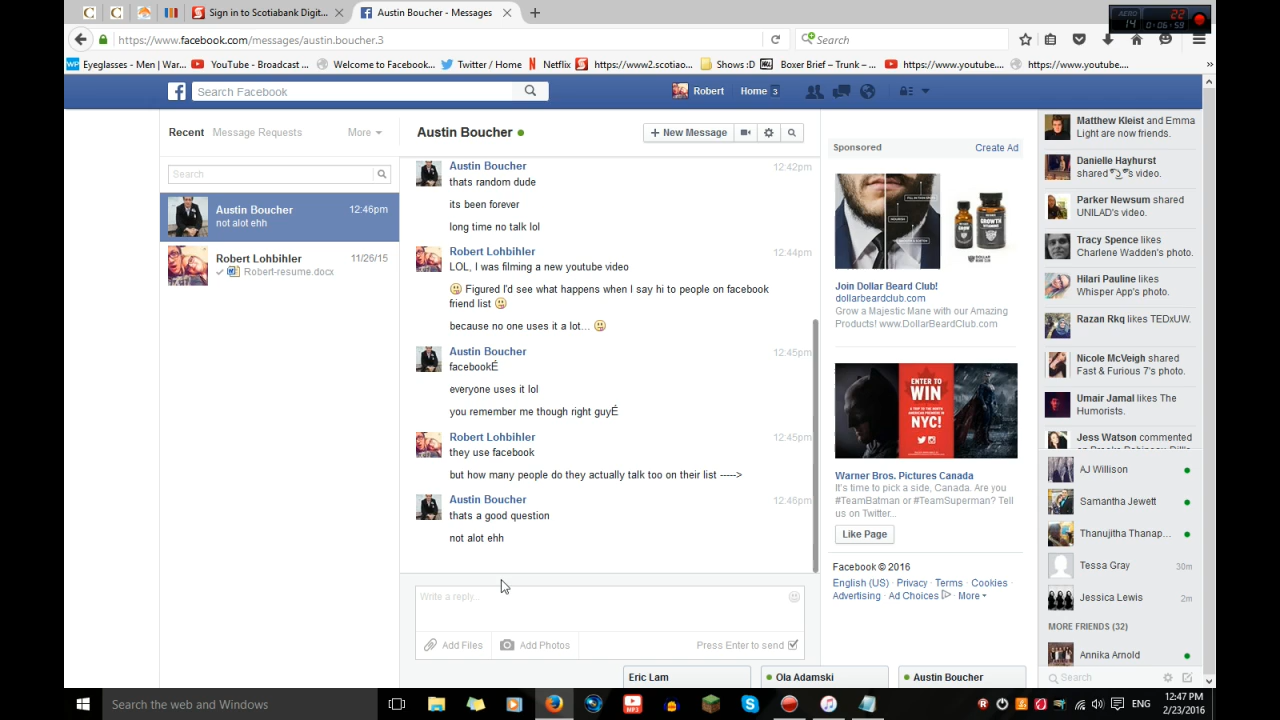 Sign in to Scotiabank Digit...
Austin Boucher - Messages
AERO
14
22
0:06:59
https://www.facebook.com/messages/austin.boucher.3
Search
Eyeglasses - Men | War...
YouTube - Broadcast ...
Welcome to Facebook...
Twitter / Home
Netflix
https://www2.scotiao...
Shows :D
Boxer Brief – Trunk – ...
https://www.youtube....
https://www.youtube....
Search Facebook
Robert
Home 3
Recent
Message Requests
More
Search
Austin Boucher
12:46pm
not alot ehh
Robert Lohbihler
11/26/15
Robert-resume.docx
Austin Boucher
+ New Message
Austin Boucher
12:42pm
thats random dude
its been forever
long time no talk lol
Robert Lohbihler
12:44pm
LOL, I was filming a new youtube video
Figured I'd see what happens when I say hi to people on facebook
friend list
because no one uses it a lot...
Austin Boucher
12:45pm
facebookÉ
everyone uses it lol
you remember me though right guyÉ
Robert Lohbihler
12:45pm
they use facebook
but how many people do they actually talk too on their list ----->
Austin Boucher
12:46pm
thats a good question
not alot ehh
Write a reply...
Add Files
Add Photos
Press Enter to send
Sponsored
Create Ad
GROWTH
Join Dollar Beard Club!
dollarbeardclub.com
Grow a Majestic Mane with our Amazing
Products! www.DollarBeardClub.com
ENTER TO
WIN
NYC!
Warner Bros. Pictures Canada
It's time to pick a side, Canada. Are you
#TeamBatman or #TeamSuperman? Tell
us on Twitter...
Like Page
Facebook © 2016
English (US) · Privacy · Terms · Cookies ·
Advertising · Ad Choices · More
Matthew Kleist and Emma
Light are now friends.
Danielle Hayhurst
shared ͡° ͜ʖ ͡°'s video.
Parker Newsum shared
UNILAD's video.
Tracy Spence likes
Charlene Wadden's photo.
Hilari Pauline likes
Whisper App's photo.
Razan Rkq likes TEDxUW.
Nicole McVeigh shared
Fast & Furious 7's photo.
Umair Jamal likes The
Humorists.
Jess Watson commented
AJ Willison
Samantha Jewett
Thanujitha Thanap...
Tessa Gray
30m
Jessica Lewis
2m
MORE FRIENDS (32)
Annika Arnold
Search
Eric Lam
Ola Adamski
Austin Boucher
Search the web and Windows
MP3
ENG
12:47 PM
2/23/2016